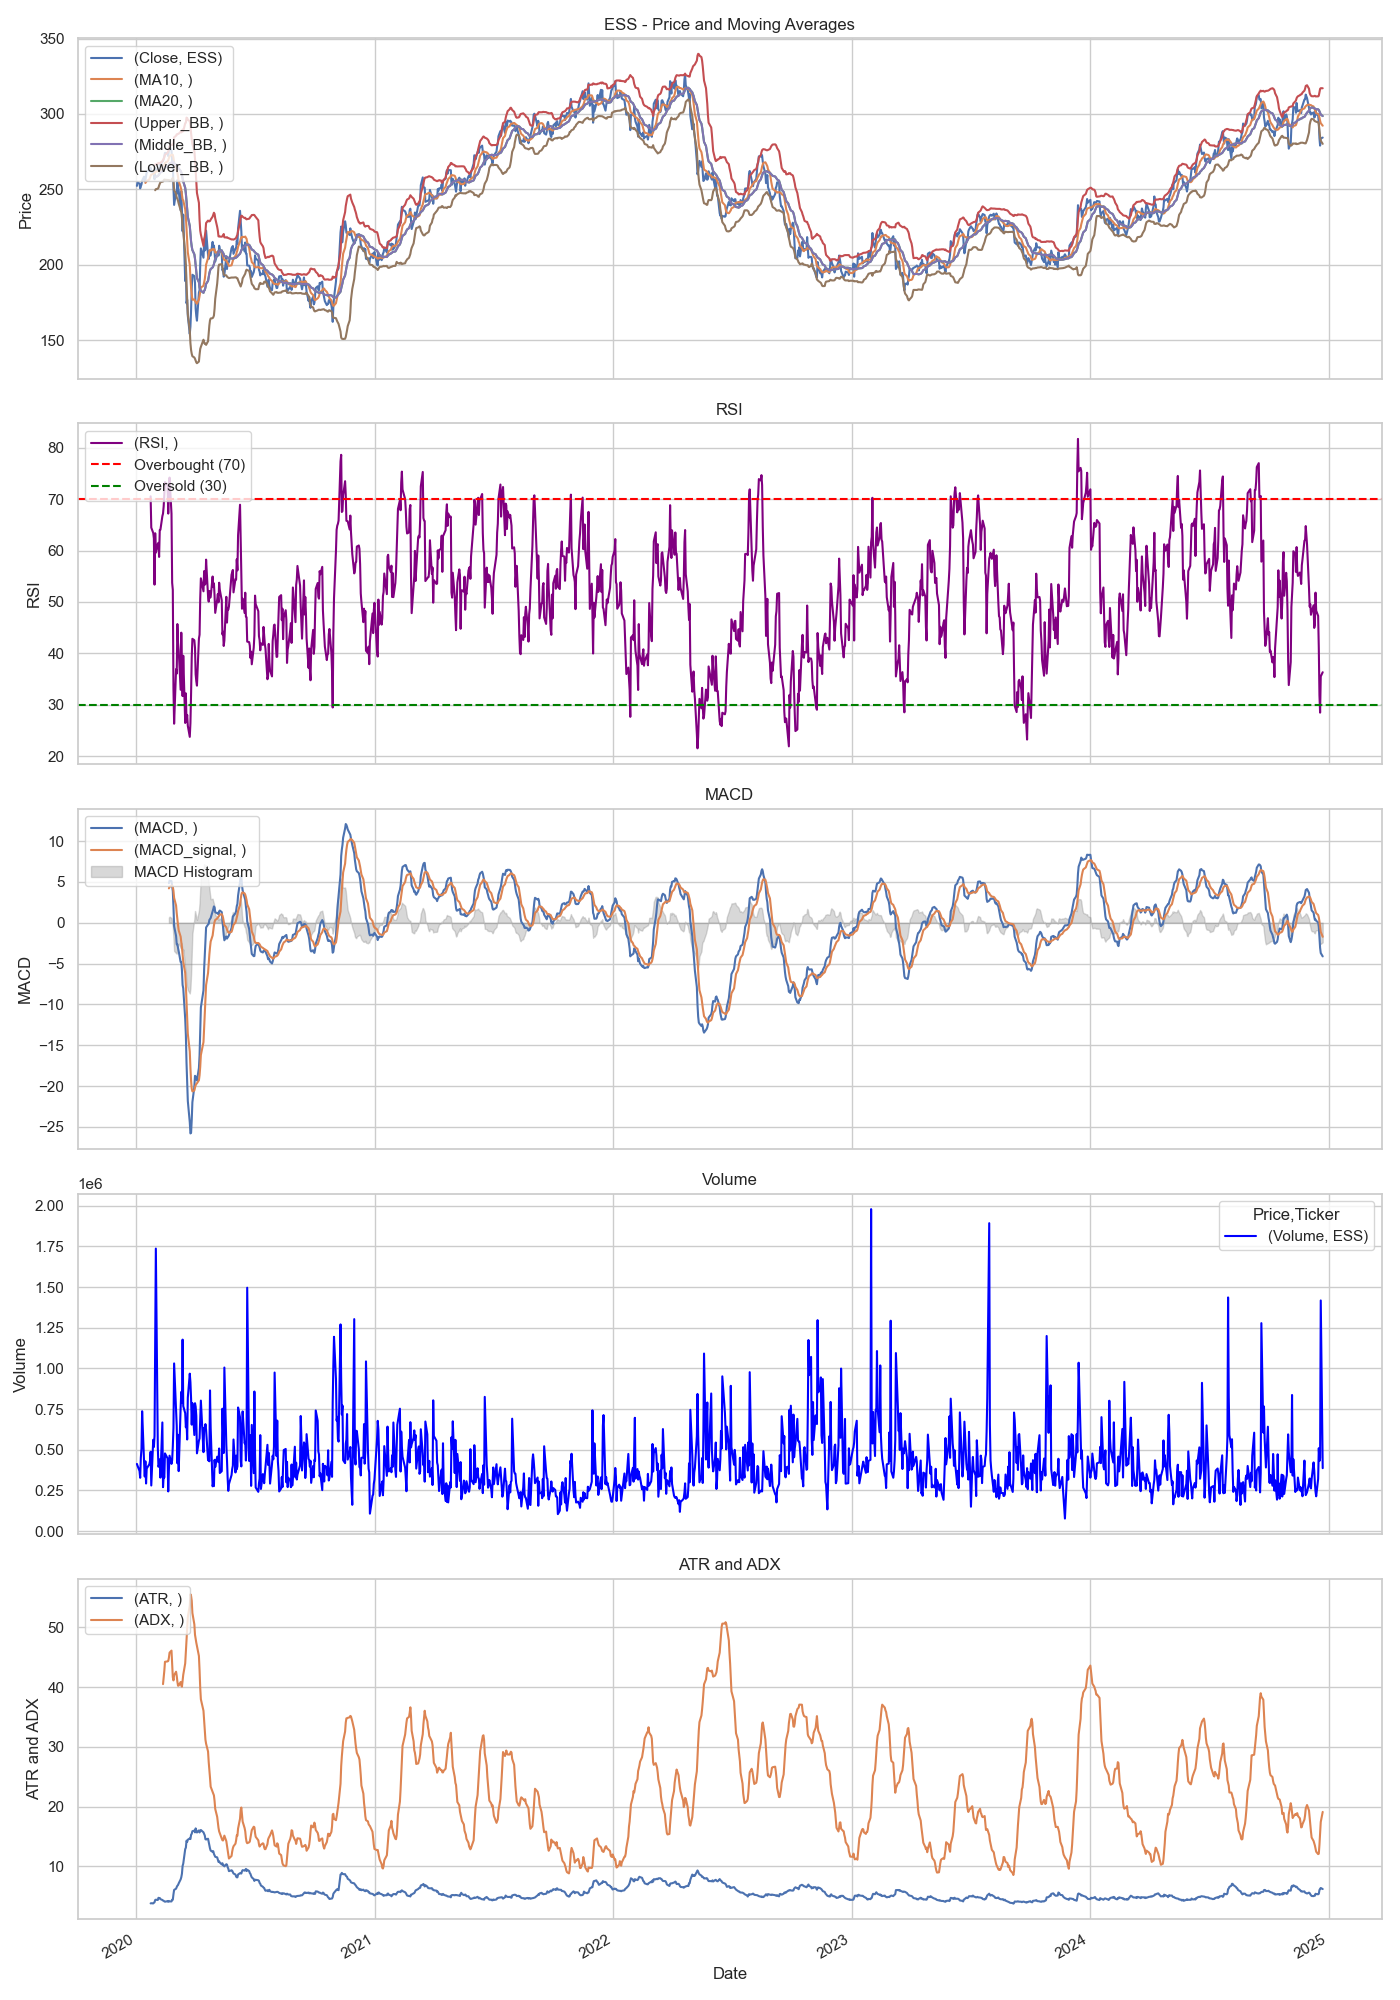 ESS - Price and Moving Averages
350
300
250
200
150
Price
(Close, ESS)
(MA10, )
(MA20, )
(Upper_BB, )
(Middle_BB, )
(Lower_BB, )
RSI
80
70
60
50
40
30
20
RSI
(RSI, )
Overbought (70)
Oversold (30)
MACD
10
5
0
−5
−10
−15
−20
−25
MACD
(MACD, )
(MACD_signal, )
MACD Histogram
Volume
1e6
2.00
1.75
1.50
1.25
1.00
0.75
0.50
0.25
0.00
Volume
Price,Ticker
(Volume, ESS)
ATR and ADX
50
40
30
20
10
ATR and ADX
(ATR, )
(ADX, )
2020
2021
2022
2023
2024
2025
Date